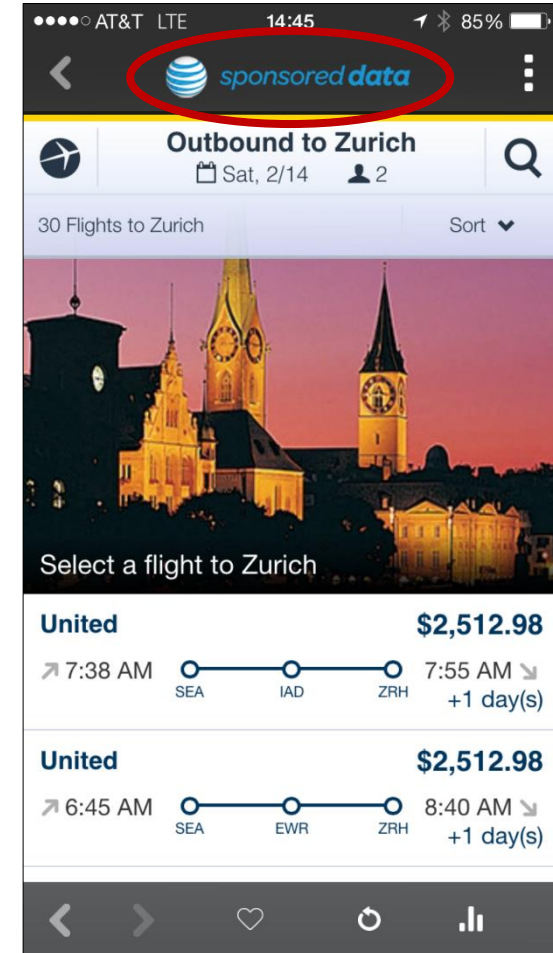 AT&T LTE 14:45 85%
sponsored data
Outbound to Zurich
Sat, 2/14 2
30 Flights to Zurich Sort
Select a flight to Zurich
United $2,512.98
7:38 AM SEA IAD ZRH 7:55 AM
+1 day(s)
United $2,512.98
6:45 AM SEA EWR ZRH 8:40 AM
+1 day(s)